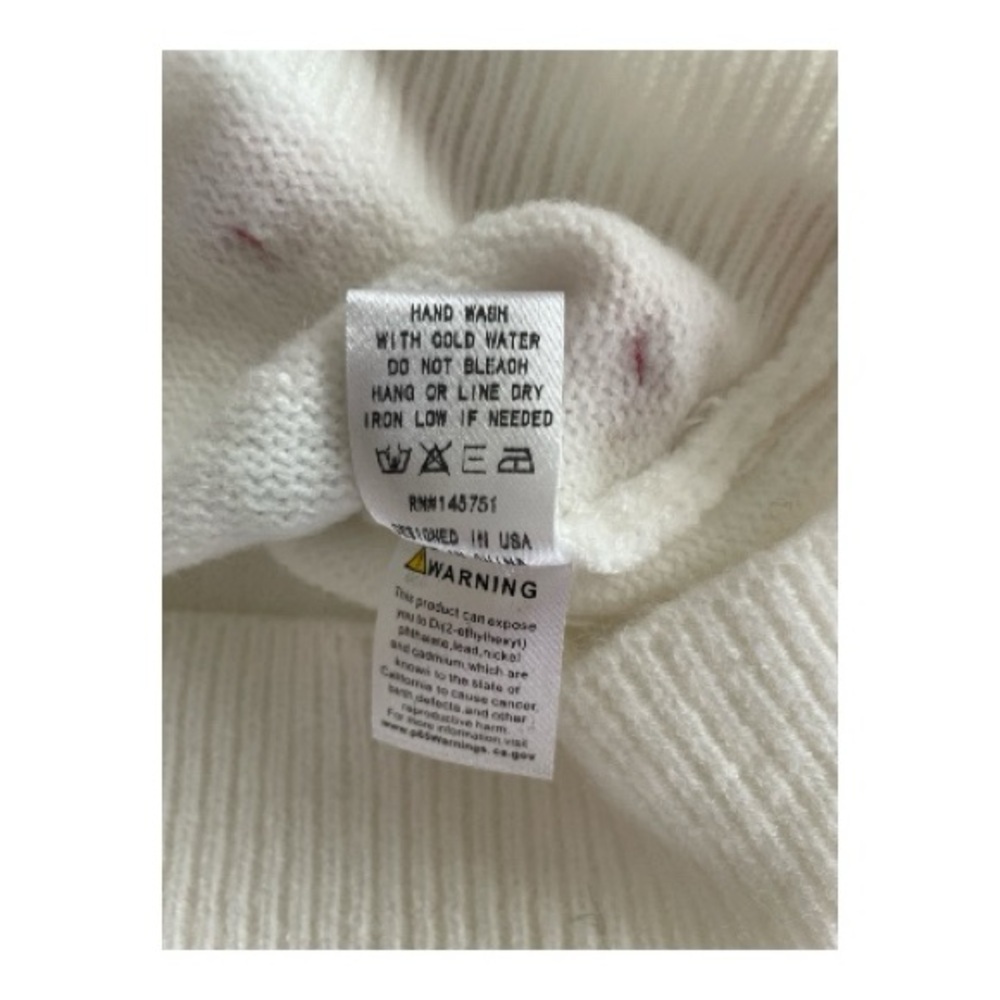 HAND WASH
WITH COLD WATER
DO NOT BLEACH
HANG OR LINE DRY
IRON LOW IF NEEDED
RN#145751
DESIGNED IN USA
CHINA
WARNING
This product can expose
you to Di(2-ethylhexyl)
phthalate,lead,nickel
and cadmium,which are
known to the state of
California to cause cancer,
birth defects,and other
reproductive harm.
For more information,visit
www.p65warnings.ca.gov